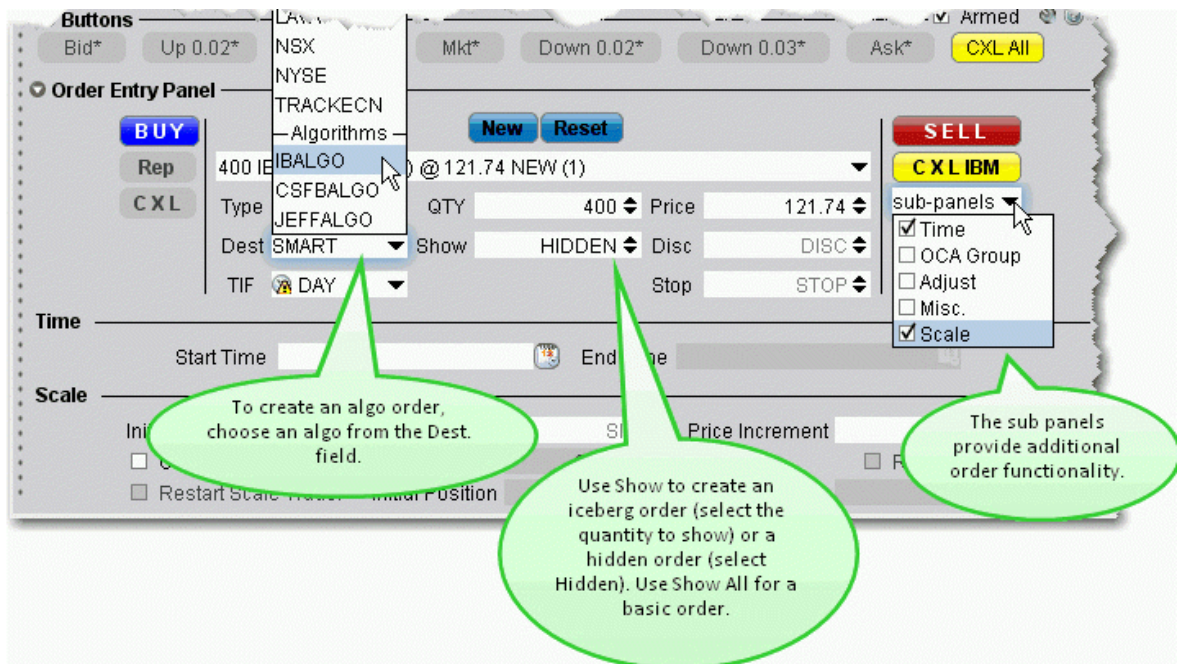 Buttons
Armed
Bid* Up 0.02* Mkt* Down 0.02* Down 0.03* Ask* CXL All
NSX
NYSE
TRACKECN
Algorithms
IBALGO
CSFBALGO
JEFFALGO
Order Entry Panel
BUY New Reset SELL
Rep 400 @ 121.74 NEW (1) CXL IBM
CXL Type QTY 400 Price 121.74 sub-panels
Dest SMART Show HIDDEN Disc DISC
TIF DAY Stop STOP
Time
OCA Group
Adjust
Misc.
Scale
Time
Start Time End
Scale
To create an algo order,
choose an algo from the Dest.
field.
Price Increment
Restart Position
Use Show to create an
iceberg order (select the
quantity to show) or a
hidden order (select
Hidden). Use Show All for a
basic order.
The sub panels
provide additional
order functionality.